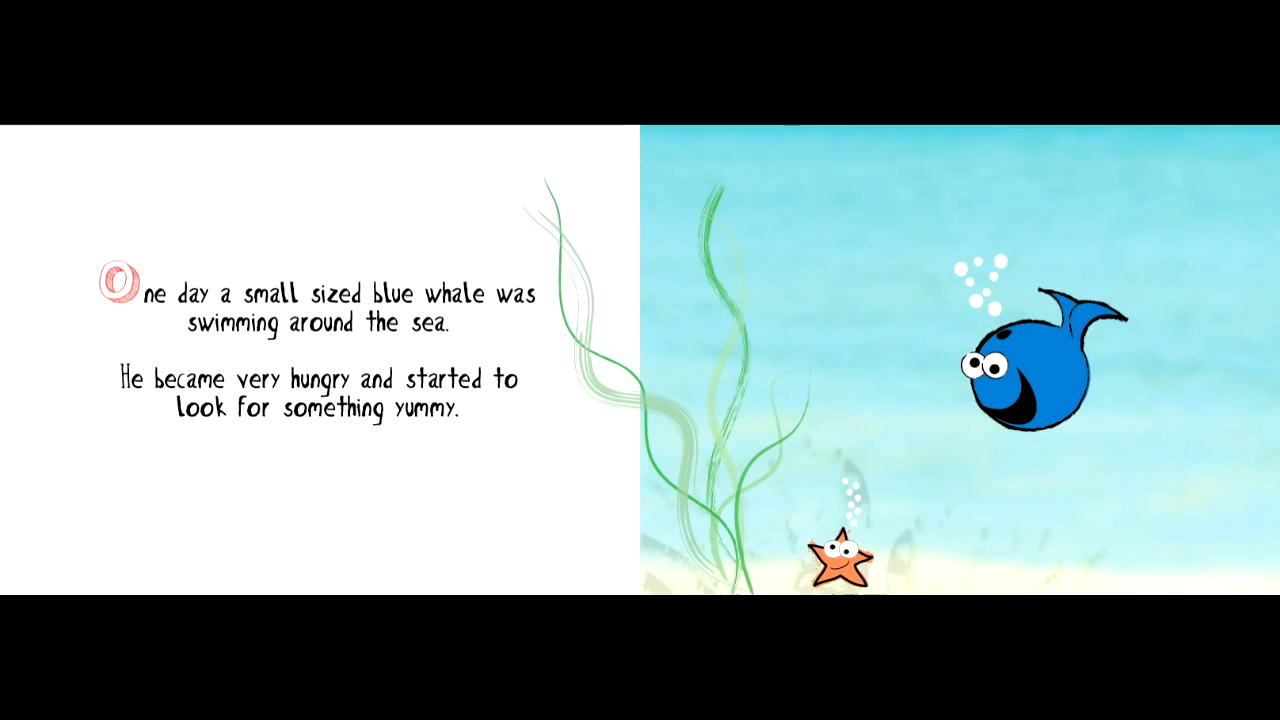 One day a small sized blue whale was
swimming around the sea.
He became very hungry and started to
look for something yummy.